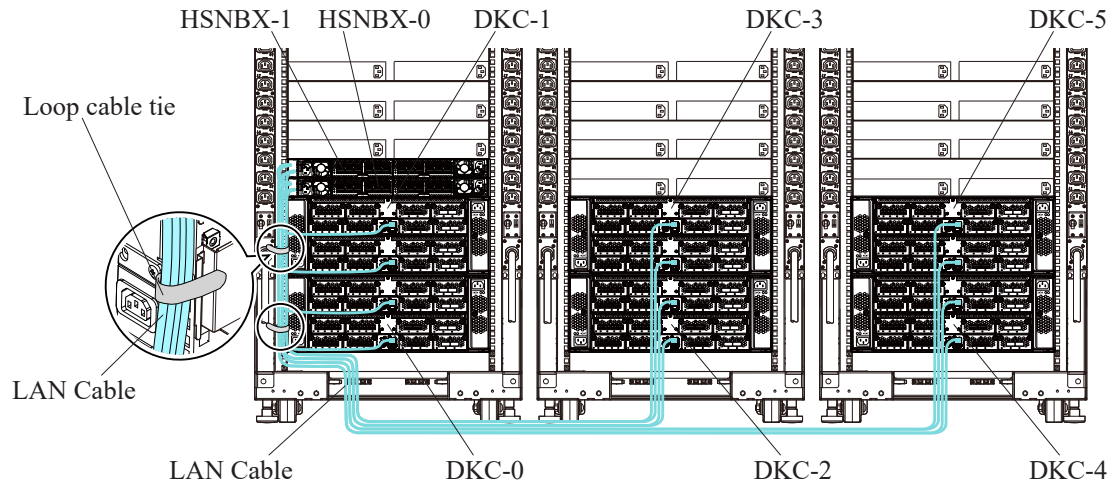 HSNBX-1
HSNBX-0
DKC-1
DKC-3
DKC-5
Loop cable tie
LAN Cable
LAN Cable
DKC-0
DKC-2
DKC-4